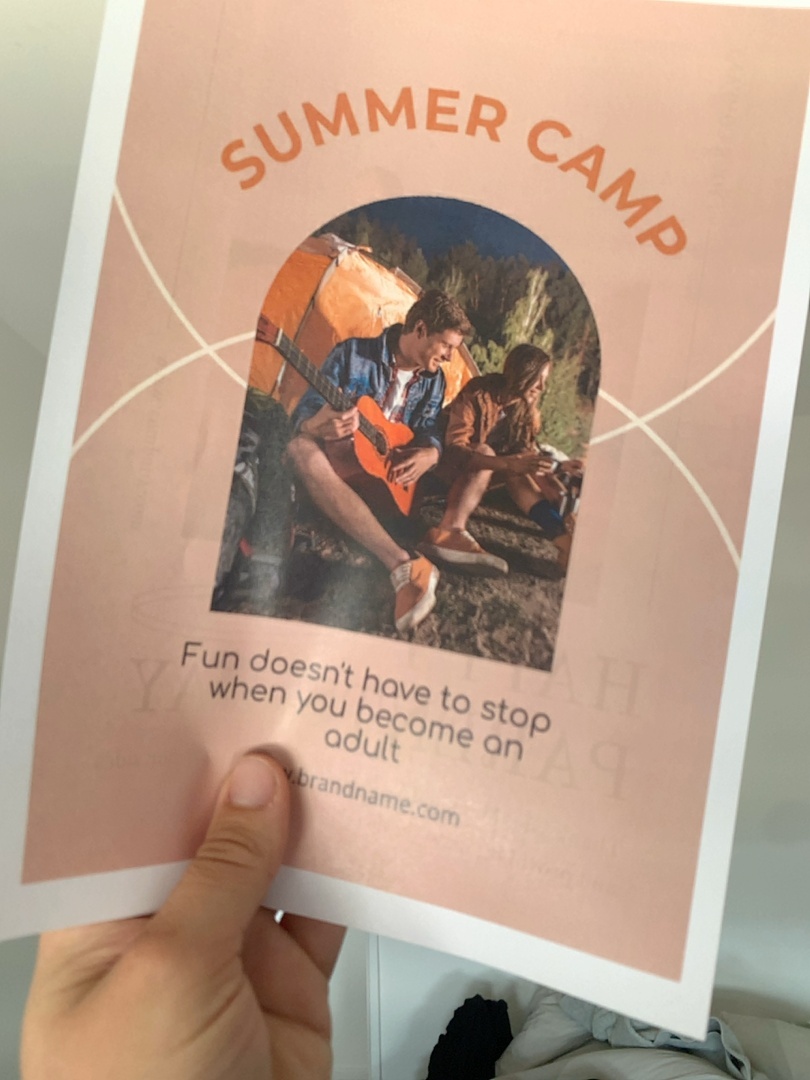 SUMMER CAMP
Fun doesn't have to stop
when you become an
adult
.brandname.com